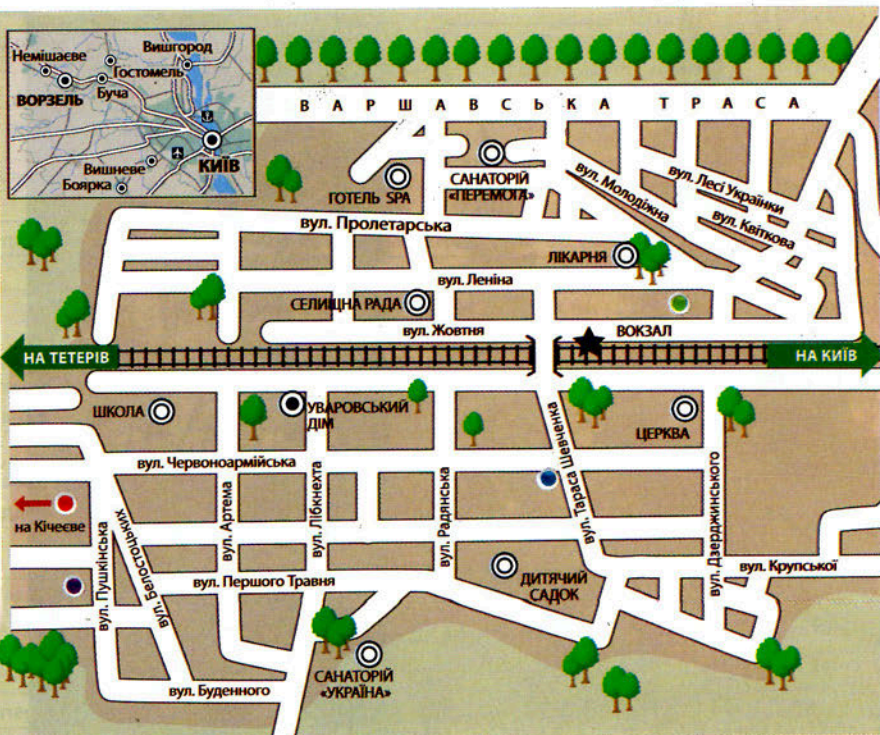 Немішаєве
Вишгород
Гостомель
ВОРЗЕЛЬ
Буча
КИЇВ
Вишневе
Боярка
ВАРШАВСЬКА ТРАСА
САНАТОРІЙ
«ПЕРЕМОГА»
ГОТЕЛЬ SPA
вул. Молодіжна
вул. Лесі Українки
вул. Квіткова
вул. Пролетарська
ЛІКАРНЯ
вул. Леніна
СЕЛИЩНА РАДА
вул. Жовтня
ВОКЗАЛ
НА ТЕТЕРІВ
НА КИЇВ
ШКОЛА
УВАРОВСЬКИЙ
ДІМ
ЦЕРКВА
вул. Тараса Шевченка
вул. Червоноармійська
на Кічеєве
вул. Пушкінська
вул. Белостоцьких
вул. Артема
вул. Лібкнехта
вул. Радянська
вул. Дзерджинського
вул. Крупської
вул. Першого Травня
ДИТЯЧИЙ
САДОК
САНАТОРІЙ
«УКРАЇНА»
вул. Буденного